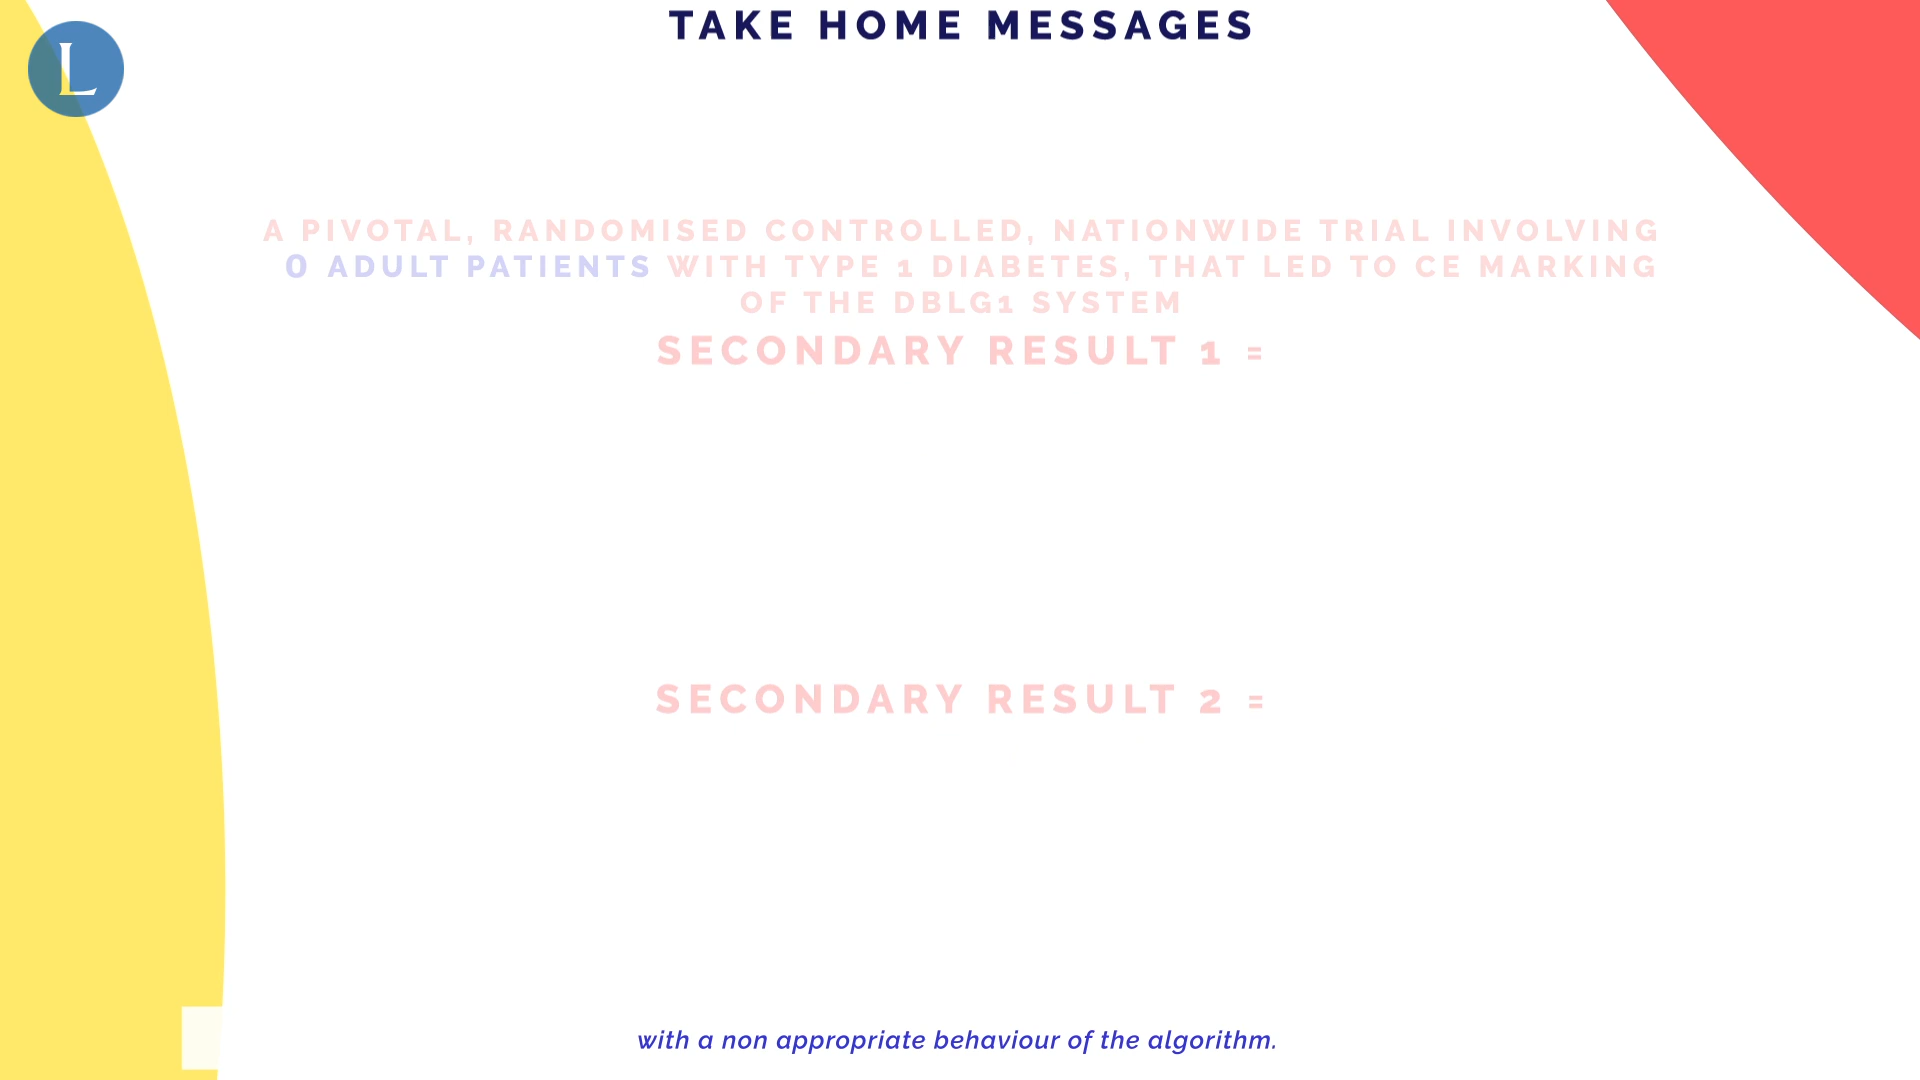 TAKE HOME MESSAGES
L
A PIVOTAL, RANDOMISED CONTROLLED, NATIONWIDE TRIAL INVOLVING
0 ADULT PATIENTS WITH TYPE 1 DIABETES, THAT LED TO CE MARKING
OF THE DBLG1 SYSTEM
SECONDARY RESULT 1 =
SECONDARY RESULT 2 =
with a non appropriate behaviour of the algorithm.